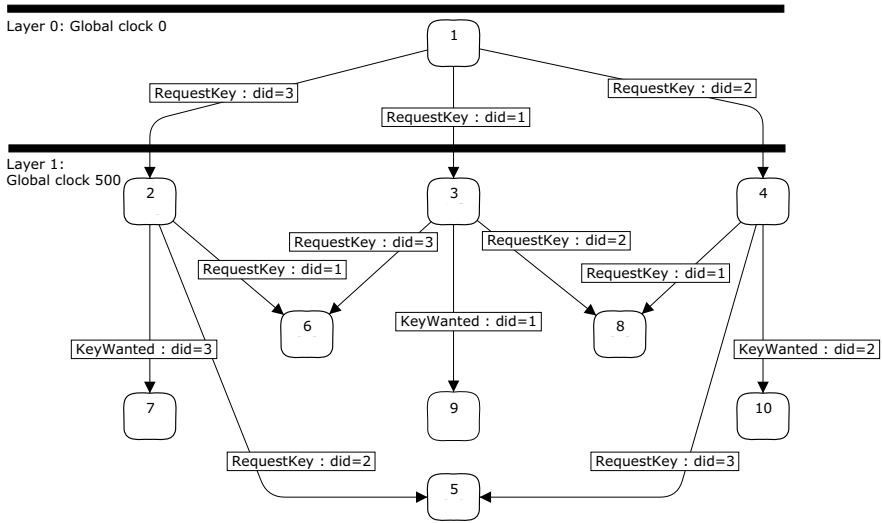 Layer 0: Global clock 0
1
RequestKey : did=3
RequestKey : did=1
RequestKey : did=2
Layer 1:
Global clock 500
2
3
4
RequestKey : did=1
RequestKey : did=3
RequestKey : did=2
RequestKey : did=1
6
8
KeyWanted : did=3
KeyWanted : did=1
KeyWanted : did=2
7
9
10
RequestKey : did=2
RequestKey : did=3
5